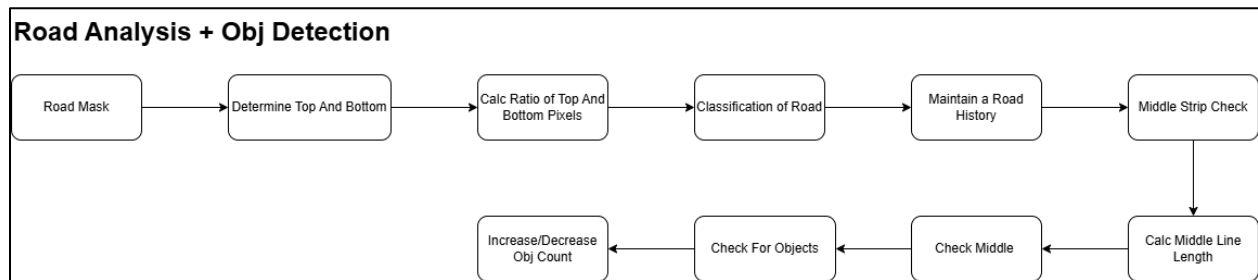 Road Analysis + Obj Detection
Road Mask
Determine Top And Bottom
Calc Ratio of Top And
Bottom Pixels
Classification of Road
Maintain a Road
History
Middle Strip Check
Calc Middle Line
Length
Check Middle
Check For Objects
Increase/Decrease
Obj Count